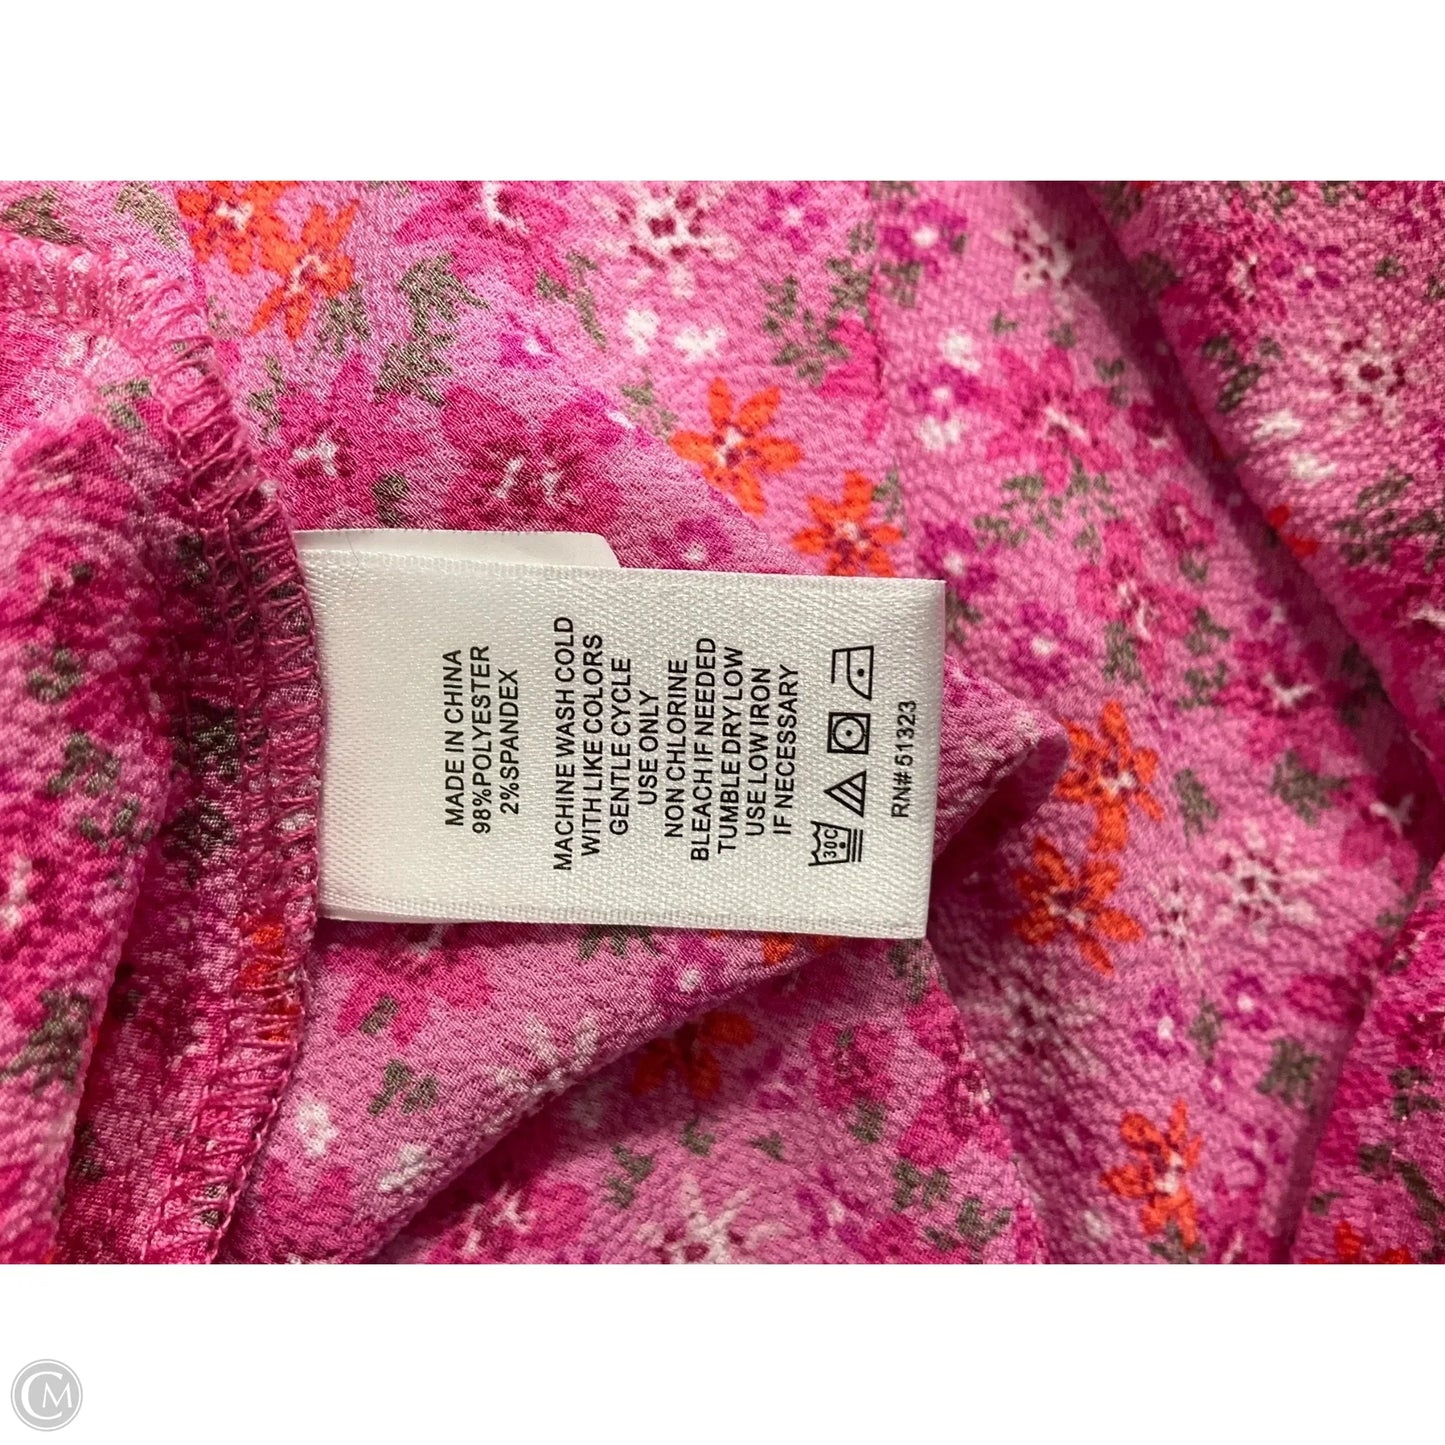 MADE IN CHINA
98%POLYESTER
2%SPANDEX
MACHINE WASH COLD
WITH LIKE COLORS
GENTLE CYCLE
USE ONLY
NON CHLORINE
BLEACH IF NEEDED
TUMBLE DRY LOW
USE LOW IRON
IF NECESSARY
30C
RN# 51323
CM